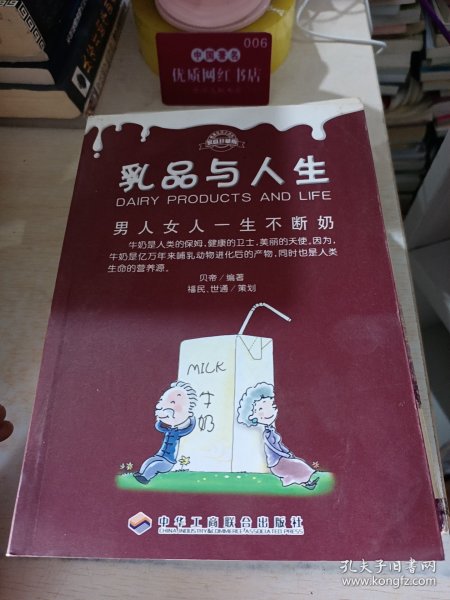 006
中国著名
优质网红书店
乳品与人生
DAIRY PRODUCTS AND LIFE
男人女人一生不断奶
牛奶是人类的保姆，健康的卫士，美丽的天使。因为，
牛奶是亿万年来哺乳动物进化后的产物，同时也是人类
生命的营养源。
贝帝／编著
福民、世通／策划
MILK
牛
奶
中华工商联合出版社
CHINA INDUSTRY&COMMERCE ASSOCIATED PRESS
孔夫子旧书网
www.kongfz.com